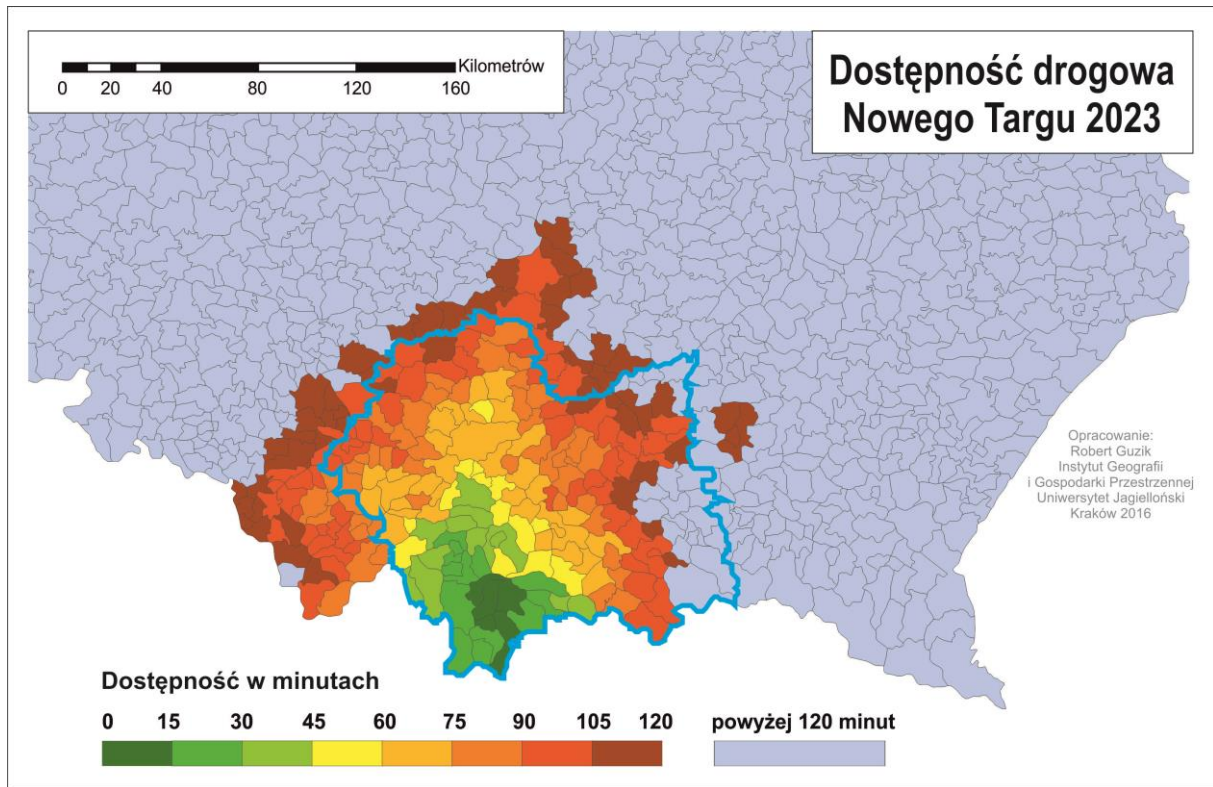 Kilometrów
0 20 40 80 120 160
Dostępność drogowa
Nowego Targu 2023
Opracowanie:
Robert Guzik
Instytut Geografii
i Gospodarki Przestrzennej
Uniwersytet Jagielloński
Kraków 2016
Dostępność w minutach
0 15 30 45 60 75 90 105 120
powyżej 120 minut